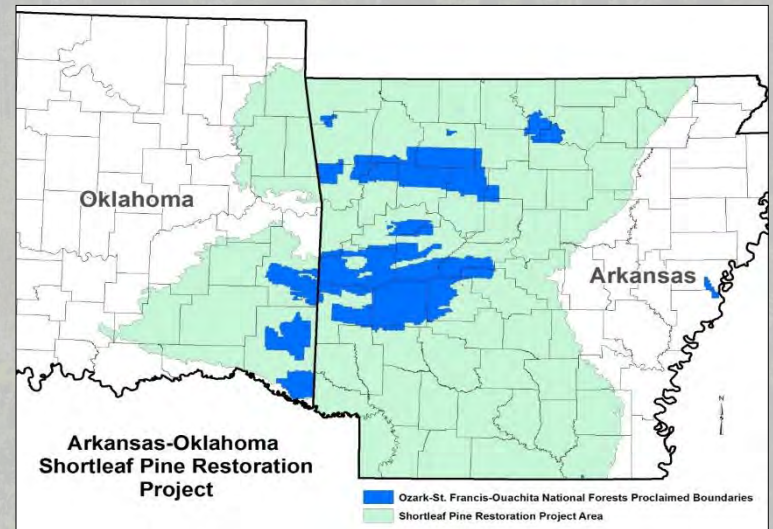 Oklahoma
Arkansas
N
Arkansas-Oklahoma
Shortleaf Pine Restoration
Project
Ozark-St. Francis-Ouachita National Forests Proclaimed Boundaries
Shortleaf Pine Restoration Project Area